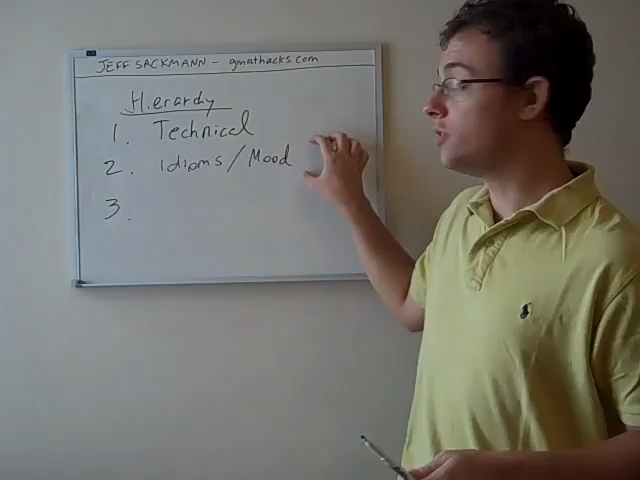 JEFF SACKMANN - gmathacks.com
Hierarchy
1. Technical
2. Idioms/Mood
3.